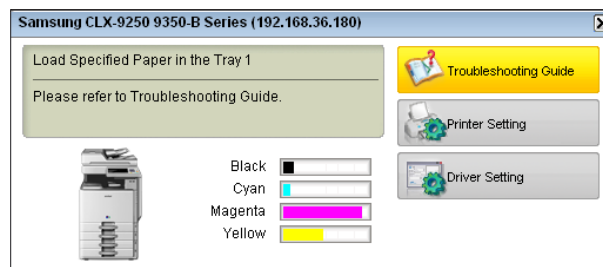 Samsung CLX-9250 9350-B Series (192.168.36.180)
Load Specified Paper in the Tray 1
Please refer to Troubleshooting Guide.
Troubleshooting Guide
Printer Setting
Driver Setting
Black
Cyan
Magenta
Yellow